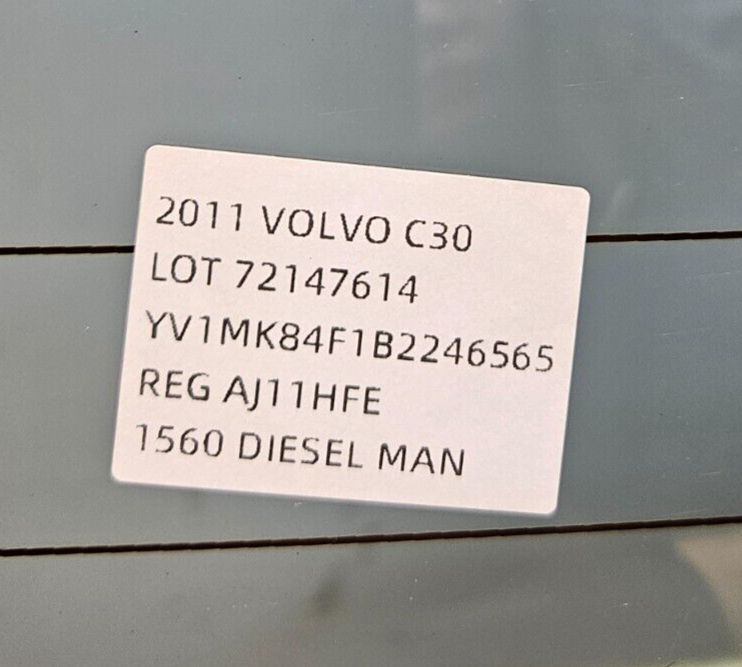 2011 VOLVO C30
LOT 72147614
YV1MK84F1B2246565
REG AJ11HFE
1560 DIESEL MAN